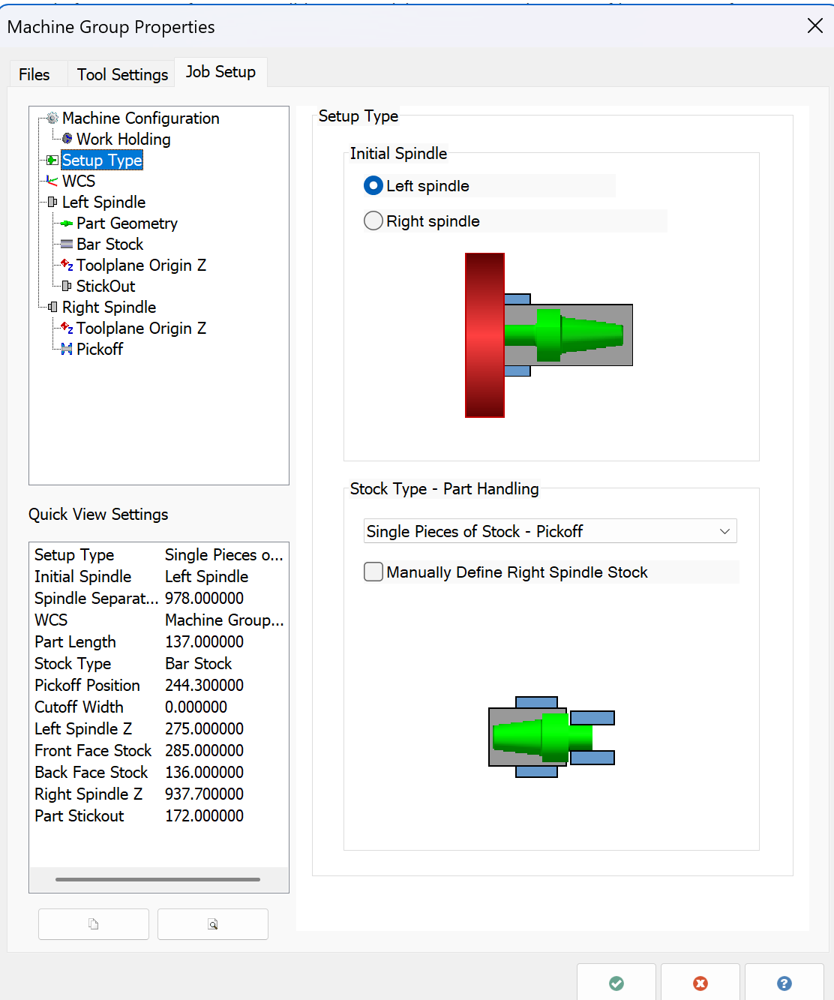 Machine Group Properties
Files
Tool Settings
Job Setup
Machine Configuration
Work Holding
Setup Type
WCS
Left Spindle
Part Geometry
Bar Stock
Toolplane Origin Z
StickOut
Right Spindle
Toolplane Origin Z
Pickoff
Quick View Settings
Setup Type Single Pieces o...
Initial Spindle Left Spindle
Spindle Separat... 978.000000
WCS Machine Group...
Part Length 137.000000
Stock Type Bar Stock
Pickoff Position 244.300000
Cutoff Width 0.000000
Left Spindle Z 275.000000
Front Face Stock 285.000000
Back Face Stock 136.000000
Right Spindle Z 937.700000
Part Stickout 172.000000
Setup Type
Initial Spindle
Left spindle
Right spindle
Stock Type - Part Handling
Single Pieces of Stock - Pickoff
Manually Define Right Spindle Stock